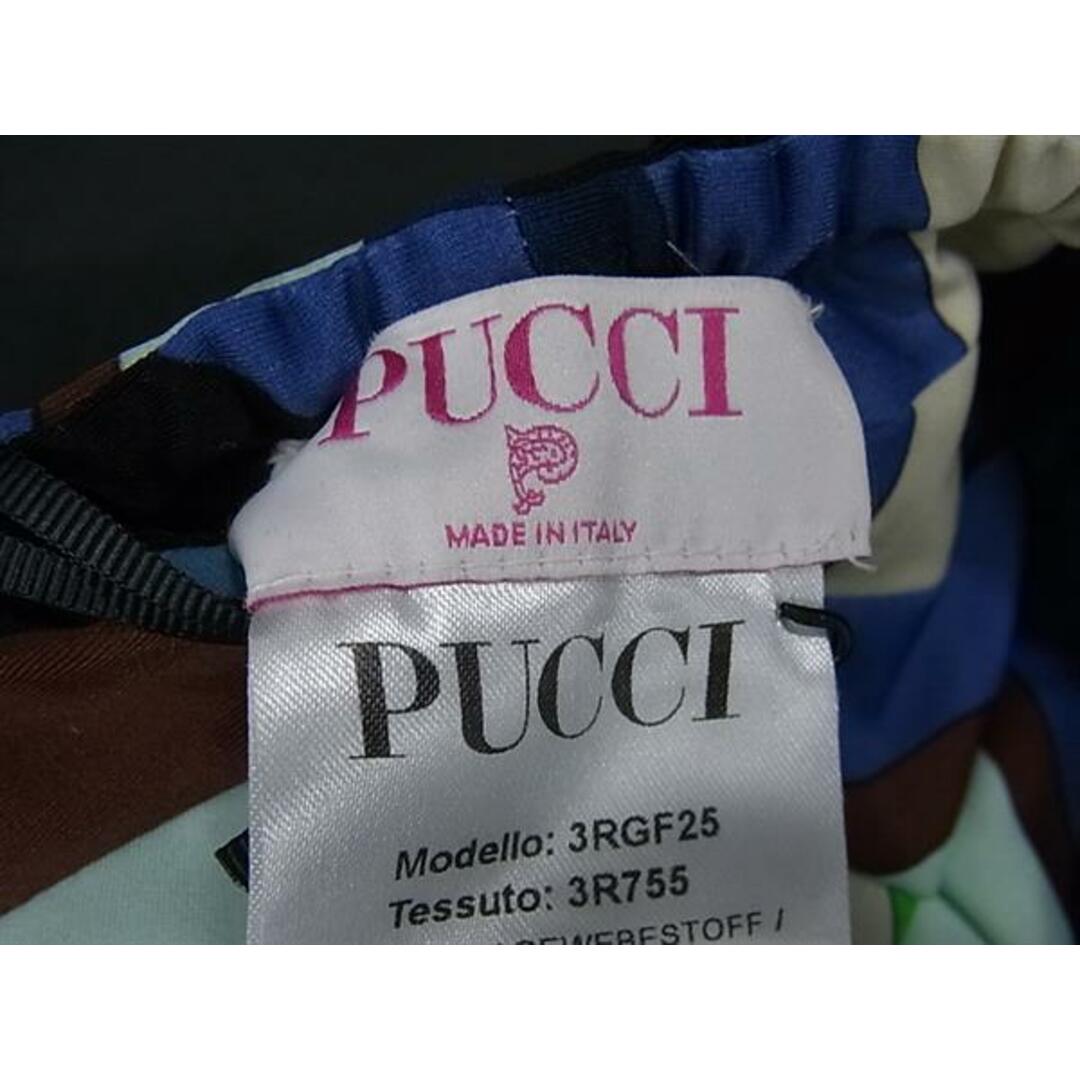 PUCCI
MADE IN ITALY
PUCCI
Modello: 3RGF25
Tessuto: 3R755
/